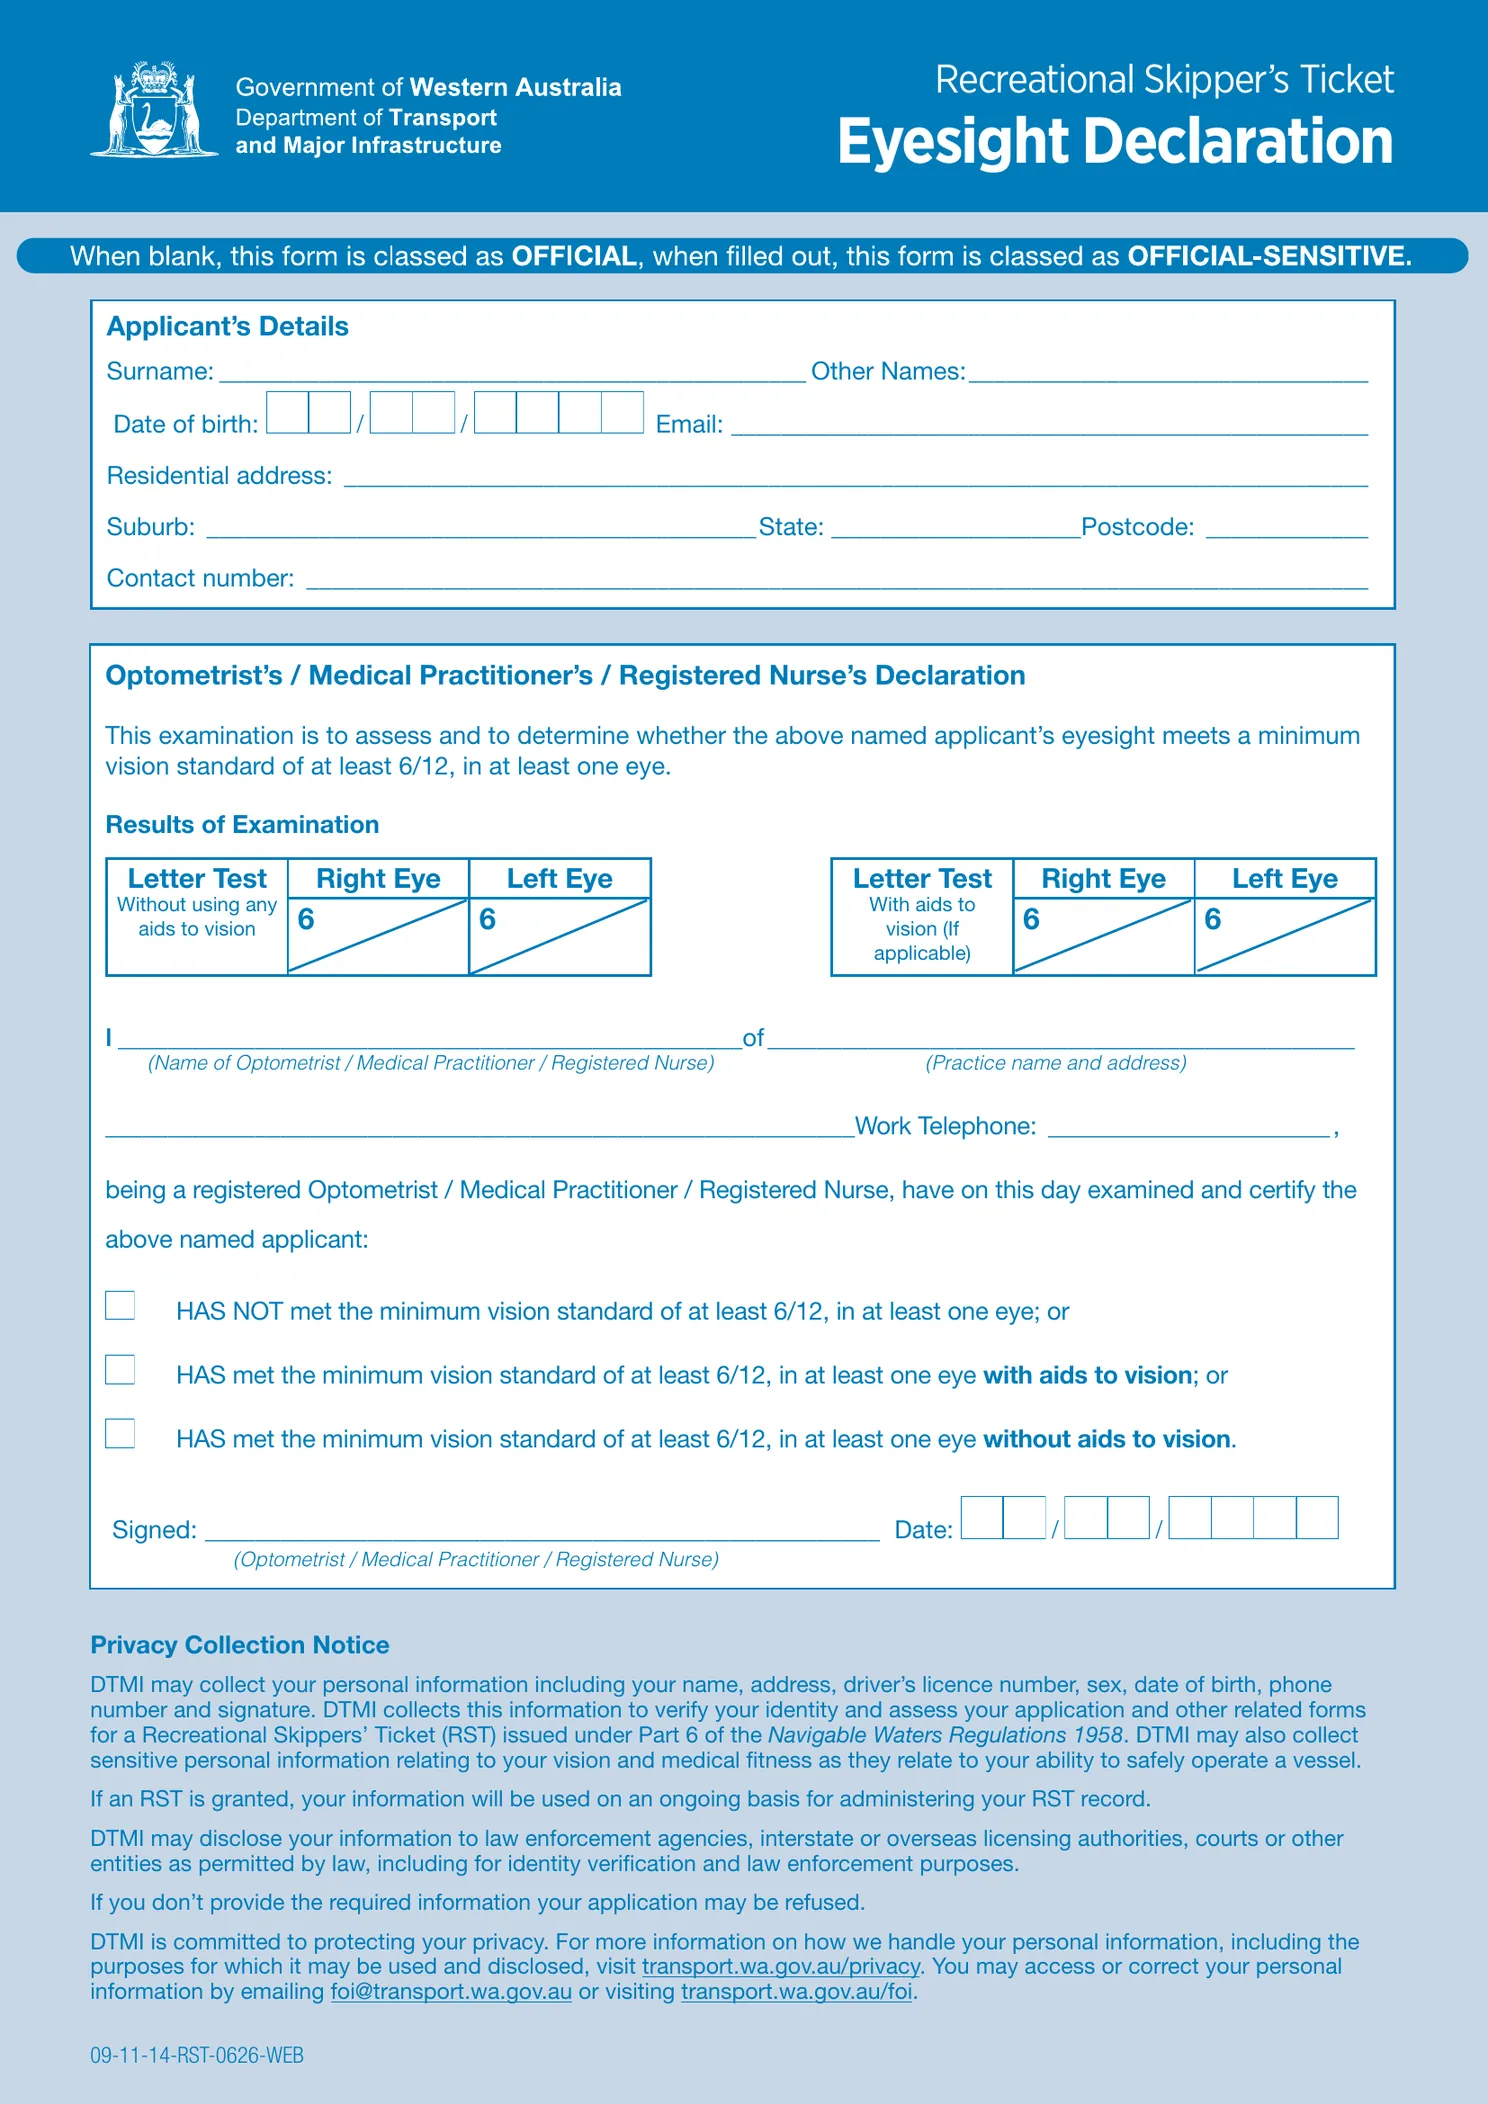 Government of Western Australia
Department of Transport
and Major Infrastructure
Recreational Skipper's Ticket
Eyesight Declaration
When blank, this form is classed as OFFICIAL, when filled out, this form is classed as OFFICIAL-SENSITIVE.
Applicant's Details
Surname: Other Names:
Date of birth: / / Email:
Residential address:
Suburb: State: Postcode:
Contact number:
Optometrist's / Medical Practitioner's / Registered Nurse's Declaration
This examination is to assess and to determine whether the above named applicant's eyesight meets a minimum
vision standard of at least 6/12, in at least one eye.
Results of Examination
Letter Test Right Eye Left Eye
Without using any
aids to vision
6 6
Letter Test Right Eye Left Eye
With aids to
vision (If
applicable)
6 6
I of
(Name of Optometrist / Medical Practitioner / Registered Nurse) (Practice name and address)
Work Telephone: ,
being a registered Optometrist / Medical Practitioner / Registered Nurse, have on this day examined and certify the
above named applicant:
HAS NOT met the minimum vision standard of at least 6/12, in at least one eye; or
HAS met the minimum vision standard of at least 6/12, in at least one eye with aids to vision; or
HAS met the minimum vision standard of at least 6/12, in at least one eye without aids to vision.
Signed: Date: / /
(Optometrist / Medical Practitioner / Registered Nurse)
Privacy Collection Notice
DTMI may collect your personal information including your name, address, driver's licence number, sex, date of birth, phone
number and signature. DTMI collects this information to verify your identity and assess your application and other related forms
for a Recreational Skippers' Ticket (RST) issued under Part 6 of the Navigable Waters Regulations 1958. DTMI may also collect
sensitive personal information relating to your vision and medical fitness as they relate to your ability to safely operate a vessel.
If an RST is granted, your information will be used on an ongoing basis for administering your RST record.
DTMI may disclose your information to law enforcement agencies, interstate or overseas licensing authorities, courts or other
entities as permitted by law, including for identity verification and law enforcement purposes.
If you don't provide the required information your application may be refused.
DTMI is committed to protecting your privacy. For more information on how we handle your personal information, including the
purposes for which it may be used and disclosed, visit transport.wa.gov.au/privacy. You may access or correct your personal
information by emailing foi@transport.wa.gov.au or visiting transport.wa.gov.au/foi.
09-11-14-RST-0626-WEB